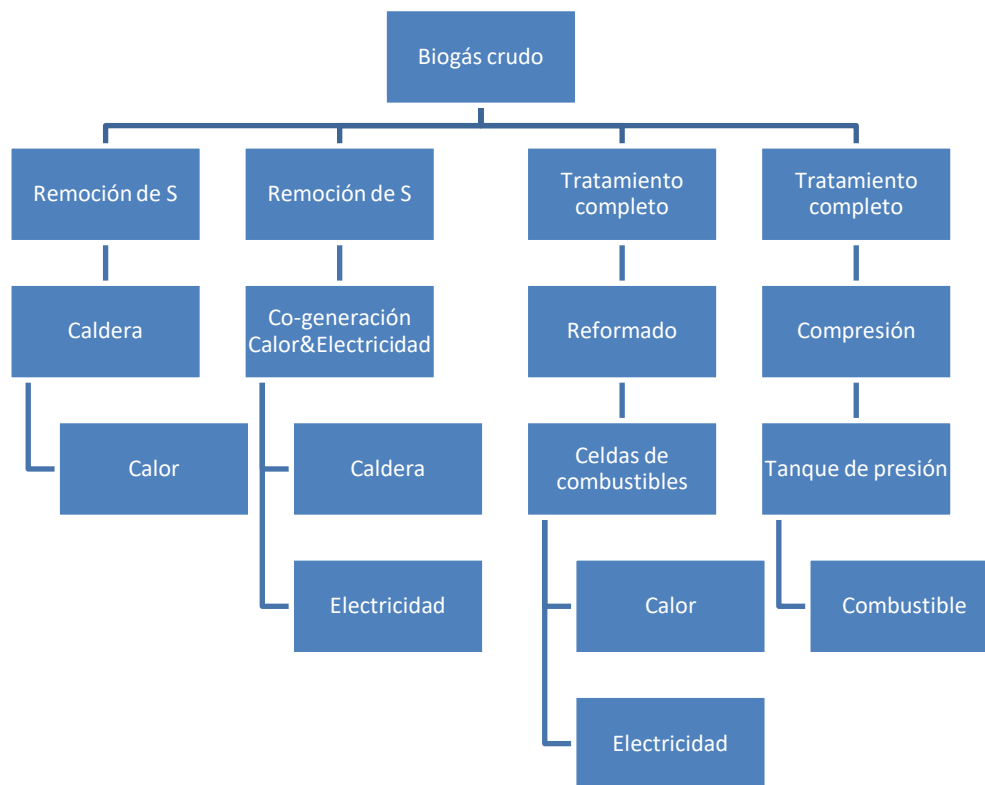 Biogás crudo
Remoción de S
Remoción de S
Tratamiento
completo
Tratamiento
completo
Caldera
Co-generación
Calor&Electricidad
Reformado
Compresión
Calor
Caldera
Celdas de
combustibles
Tanque de presión
Electricidad
Calor
Combustible
Electricidad